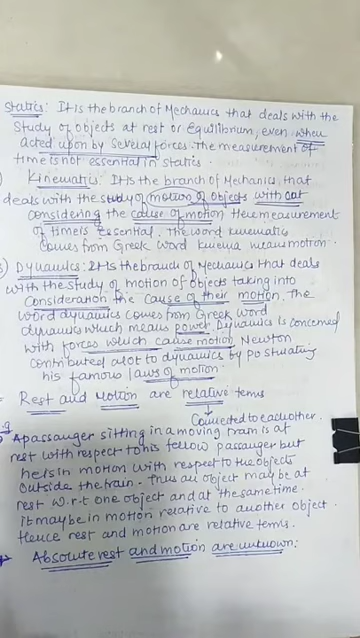 Statics: It is the branch of Mechanics that deals with the
study of objects at rest or Equilibrium, even when
acted upon by several forces. the measurement of
time is not essential in statics.
) Kinematics: It is the branch of Mechanics, that
deals with the study of motion of objects with out
considering the cause of motion Here measurement
of time is essential. The word kinematics
comes from Greek word means motion.
3) Dynamics: It is the branch of Mechanics that deals
with the study of motion of objects taking into
consideration the cause of their motion. The
word dynamics comes from Greek word
dynamis which means power. Dynamics is concerned
with forces which cause motion Newton
contributed alot to dynamics by postulating
his famous laws of motion.
Rest and Motion are relative terms
↓
Connected to each other.
A passanger sitting in a moving train is at
rest with respect to his fellow passanger but
he is in motion with respect to the objects
outside the train. Thus an object may be at
rest w.r.t one object and at the same time.
it may be in motion relative to another object.
Hence rest and motion are relative terms.
Absolute rest and motion are unknown: